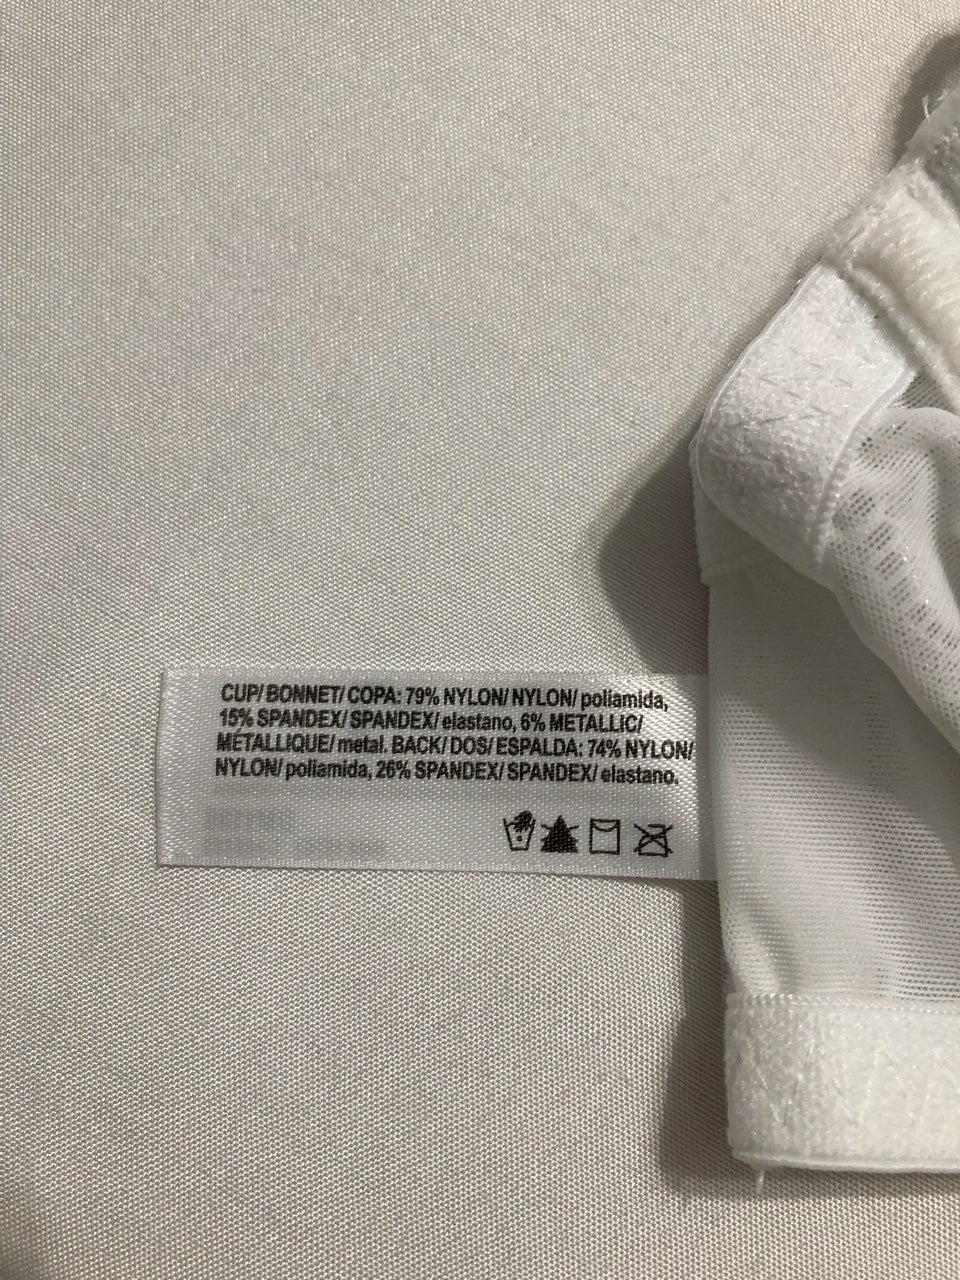 CUP/ BONNET/ COPA: 79% NYLON/ NYLON/ poliamida,
15% SPANDEX/ SPANDEX/ elastano, 6% METALLIC/
MÉTALLIQUE/ metal. BACK/ DOS/ ESPALDA: 74% NYLON/
NYLON/ poliamida, 26% SPANDEX/ SPANDEX/ elastano.